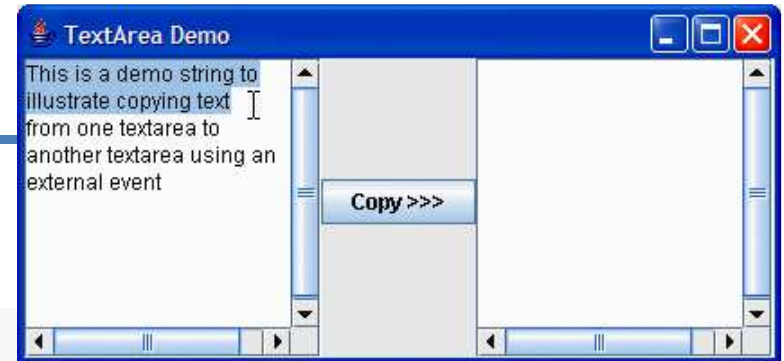 TextArea Demo
This is a demo string to
illustrate copying text
from one textarea to
another textarea using an
external event
Copy >>>